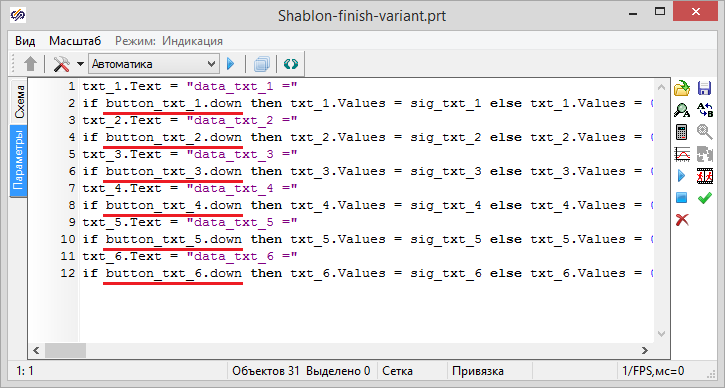 Shablon-finish-variant.prt
Вид Масштаб Режим: Индикация
Автоматика
Схема
Параметры
1 txt_1.Text = "data_txt_1 ="
2 if button_txt_1.down then txt_1.Values = sig_txt_1 else txt_1.Values = 0
3 txt_2.Text = "data_txt_2 ="
4 if button_txt_2.down then txt_2.Values = sig_txt_2 else txt_2.Values = 0
5 txt_3.Text = "data_txt_3 ="
6 if button_txt_3.down then txt_3.Values = sig_txt_3 else txt_3.Values = 0
7 txt_4.Text = "data_txt_4 ="
8 if button_txt_4.down then txt_4.Values = sig_txt_4 else txt_4.Values = 0
9 txt_5.Text = "data_txt_5 ="
10 if button_txt_5.down then txt_5.Values = sig_txt_5 else txt_5.Values = 0
11 txt_6.Text = "data_txt_6 ="
12 if button_txt_6.down then txt_6.Values = sig_txt_6 else txt_6.Values = 0
1: 1 Объектов 31 Выделено 0 Сетка Привязка 1/FPS,мс=0